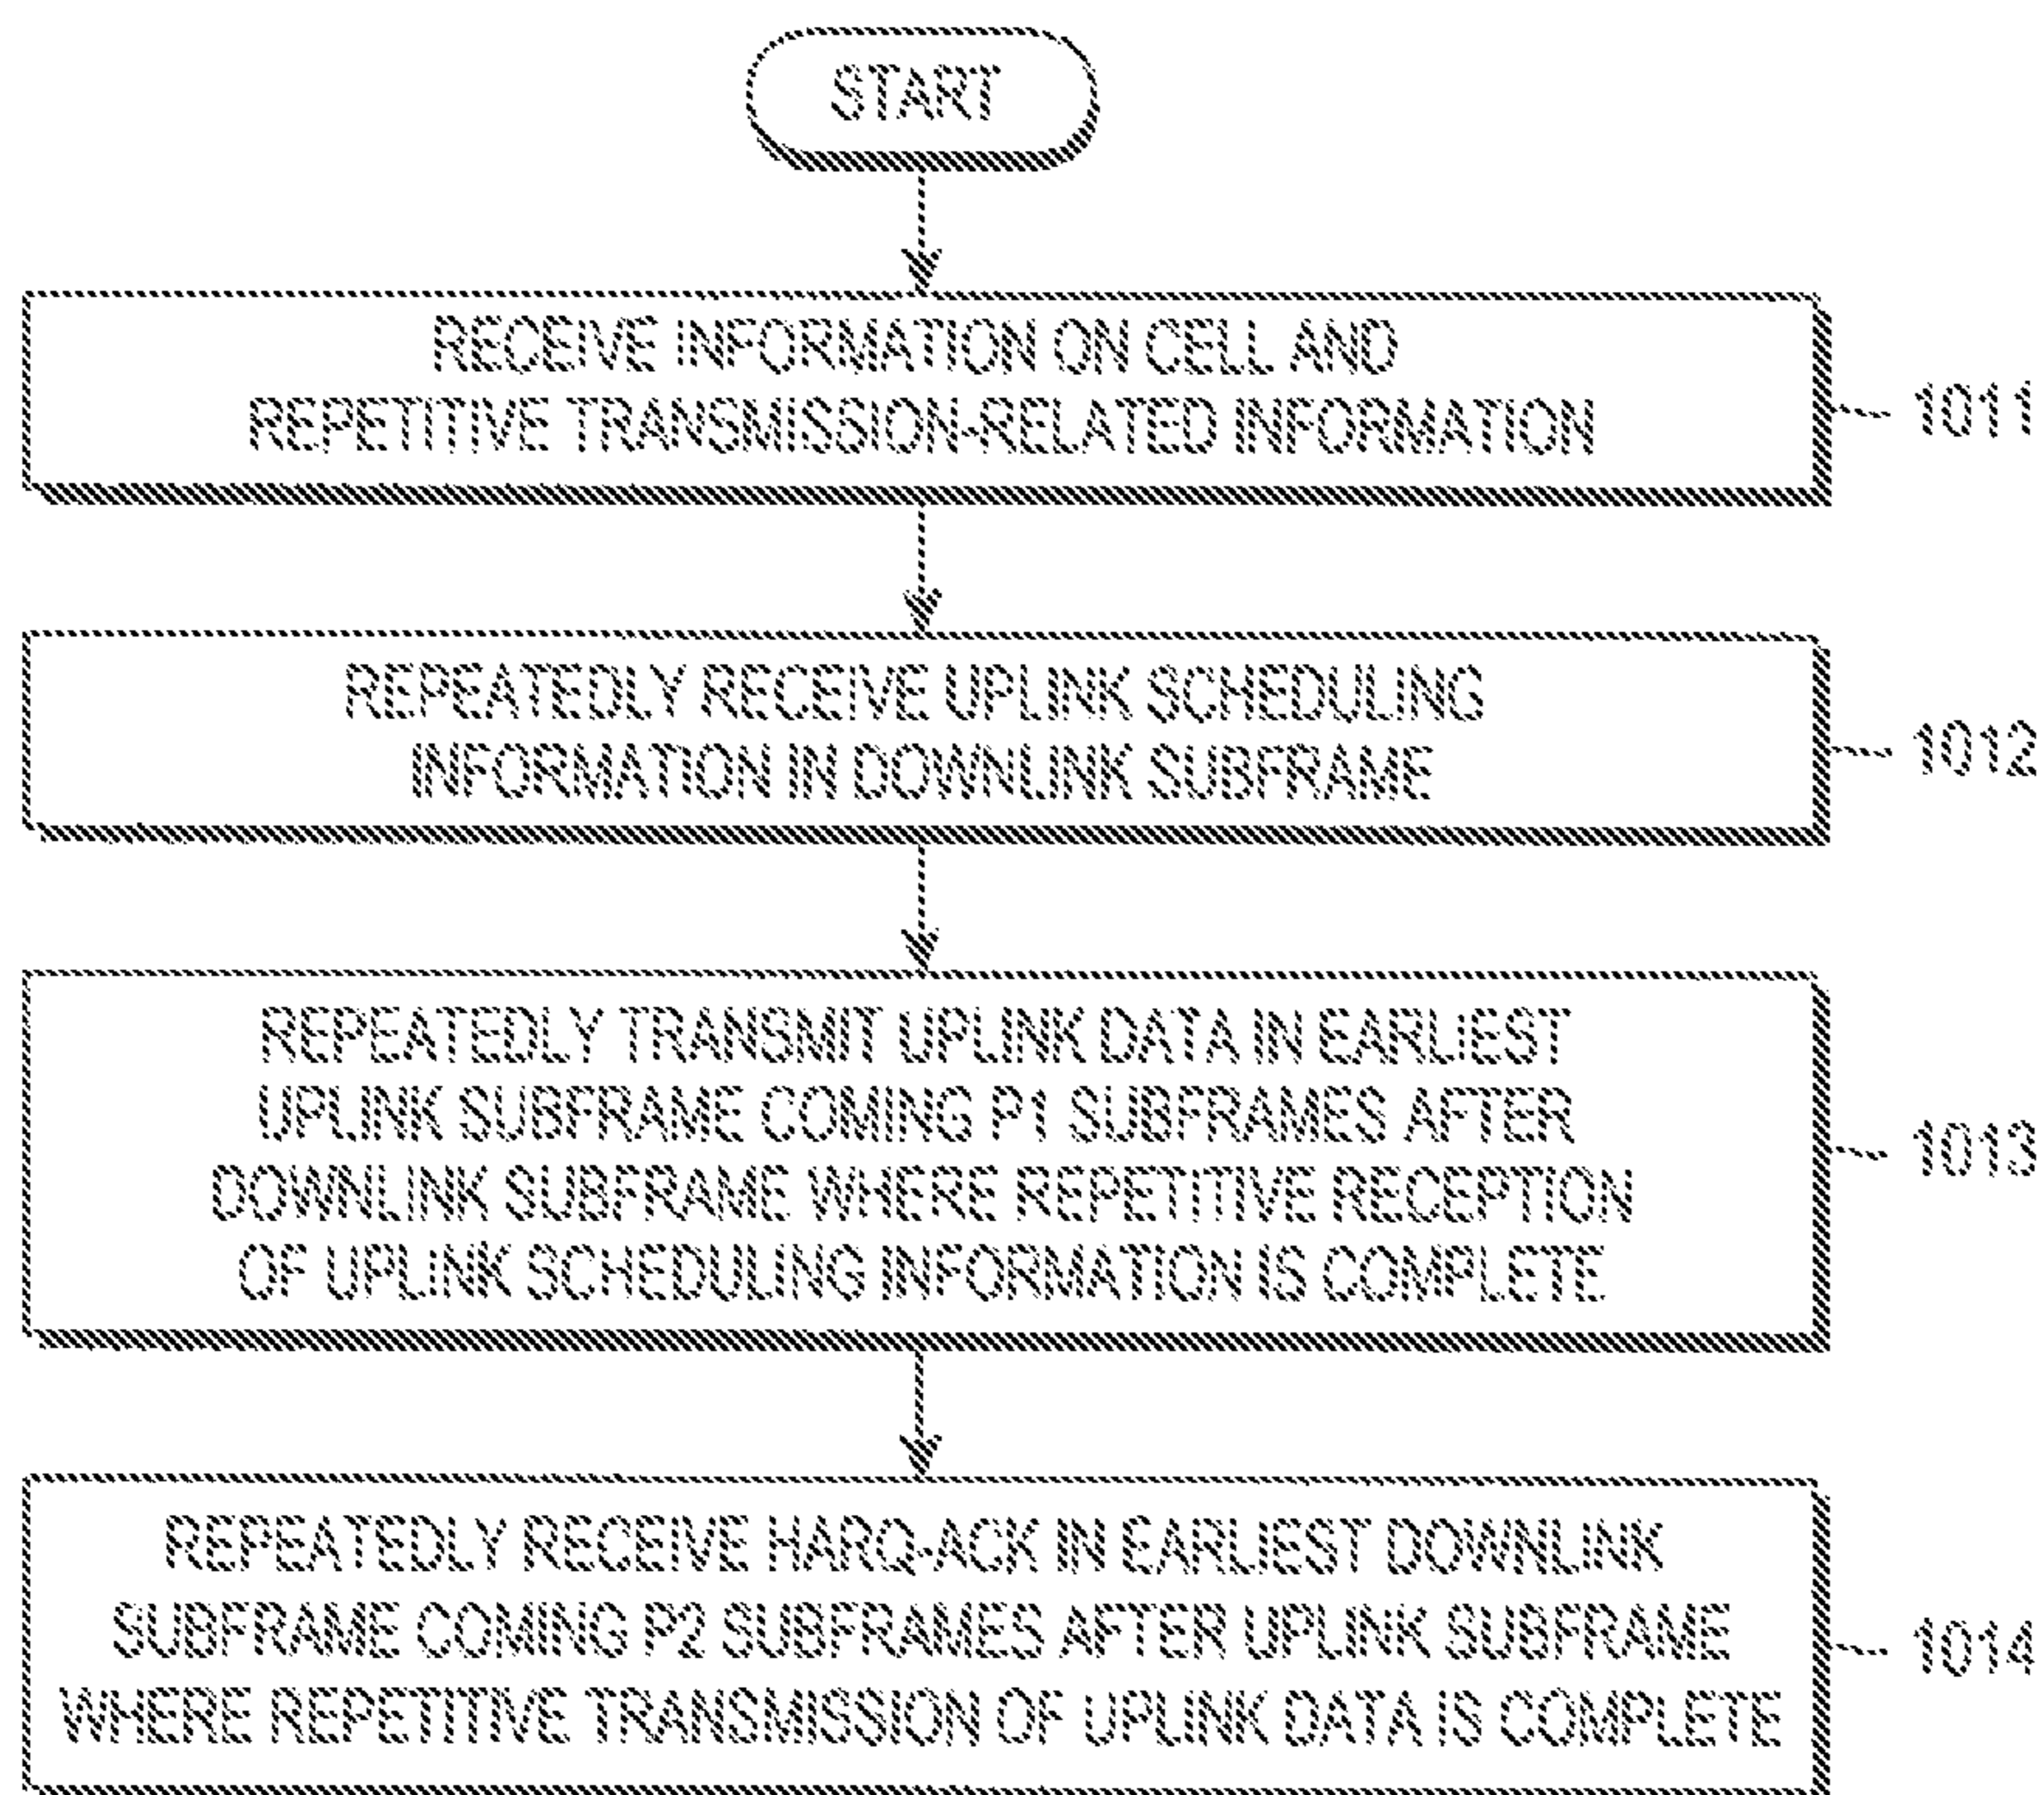 START
RECEIVE INFORMATION ON CELL AND
REPETITIVE TRANSMISSION-RELATED INFORMATION
1011
REPEATEDLY RECEIVE UPLINK SCHEDULING
INFORMATION IN DOWNLINK SUBFRAME
1012
REPEATEDLY TRANSMIT UPLINK DATA IN EARLIEST
UPLINK SUBFRAME COMING P1 SUBFRAMES AFTER
DOWNLINK SUBFRAME WHERE REPETITIVE RECEPTION
OF UPLINK SCHEDULING INFORMATION IS COMPLETE
1013
REPEATEDLY RECEIVE HARQ-ACK IN EARLIEST DOWNLINK
SUBFRAME COMING P2 SUBFRAMES AFTER UPLINK SUBFRAME
WHERE REPETITIVE TRANSMISSION OF UPLINK DATA IS COMPLETE
1014